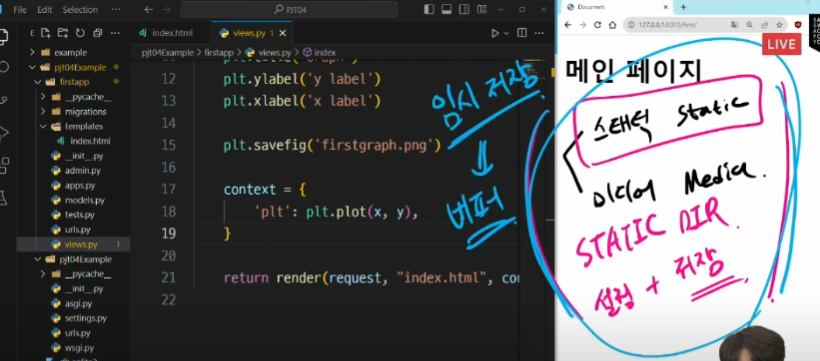 Firstino
PJT04
Document
index.html
views.py 1
127.0.0.1:8000/first/
LIVE
example
pjt04Example
firstapp
__pycache__
migrations
templates
index.html
__init__.py
admin.py
apps.py
models.py
tests.py
urls.py
views.py 1
pjt04Example
__pycache__
__init__.py
asgi.py
settings.py
urls.py
wsgi.py
pjt04Example > firstapp > views.py > index
12 plt.ylabel('y label')
13 plt.xlabel('x label')
14
15 plt.savefig('firstgraph.png')
16
17 context = {
18 'plt': plt.plot(x, y),
19 }
20
21 return render(request, "index.html", con
22
임시 저장
⇓
버퍼
메인 페이지
스태틱 Static
미디어 Media.
STATIC DIR.
설정 + 저장